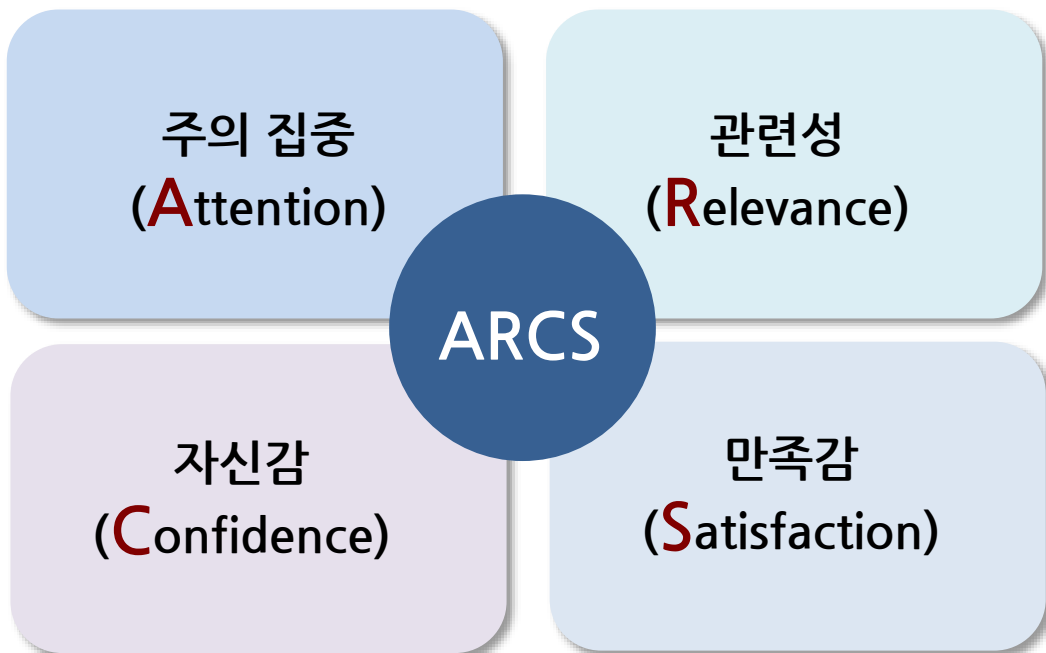 주의 집중
(Attention)
관련성
(Relevance)
ARCS
자신감
(Confidence)
만족감
(Satisfaction)